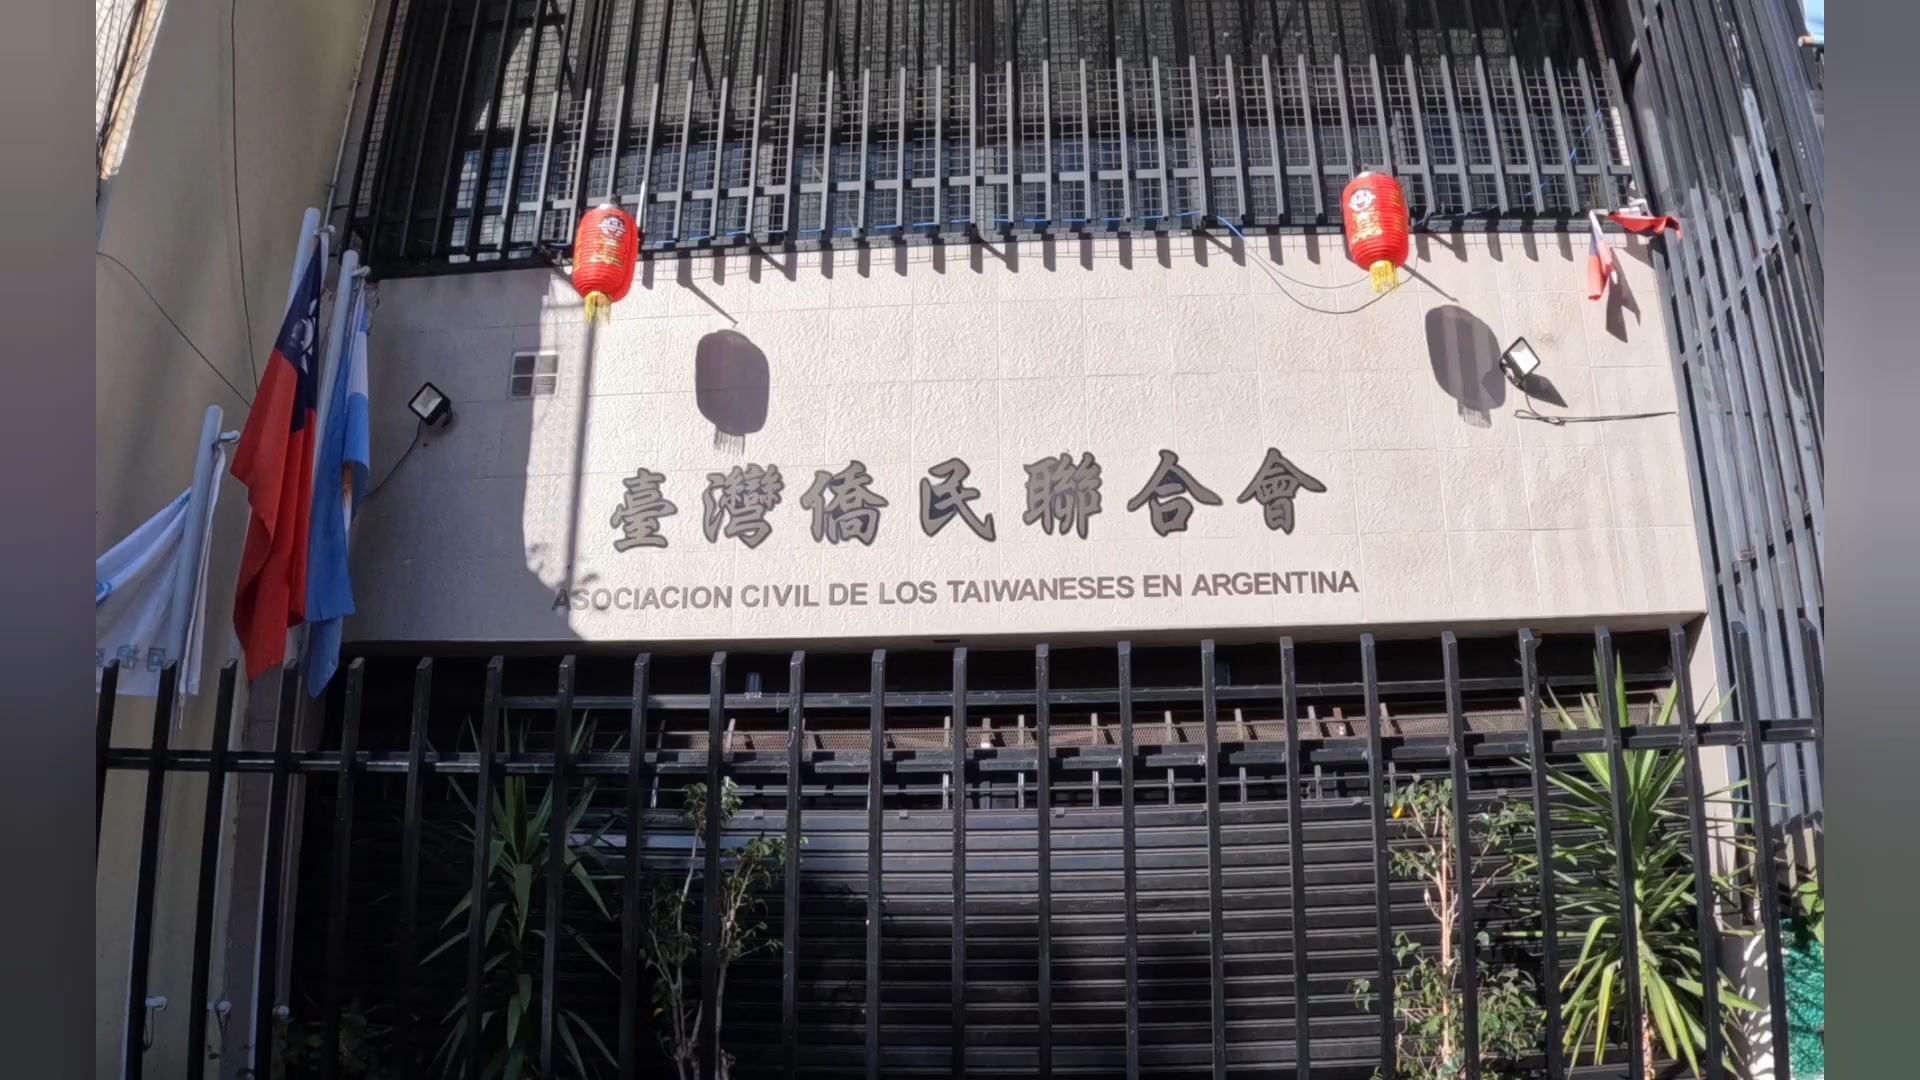 臺灣僑民聯合會
ASOCIACION CIVIL DE LOS TAIWANESES EN ARGENTINA